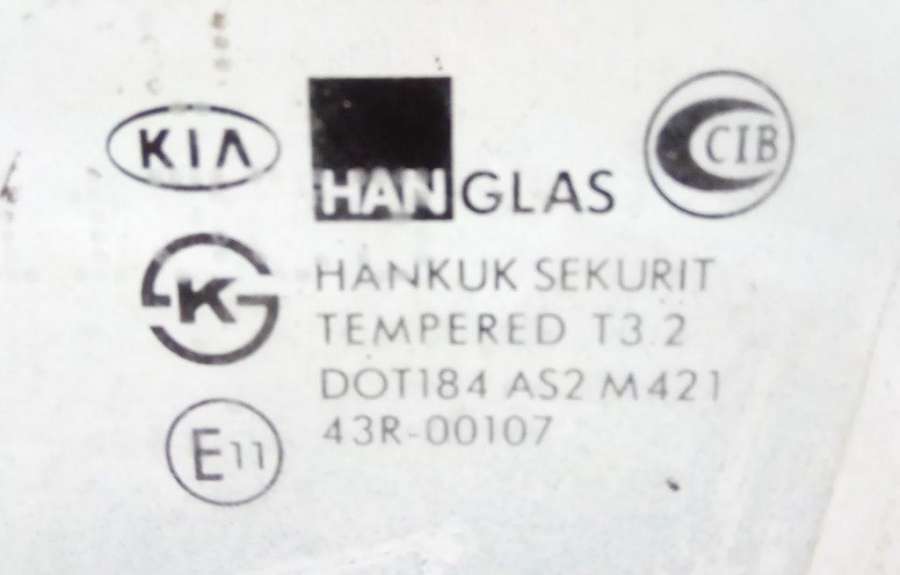 KIA
HANGLAS
CIB
K
HANKUK SEKURIT
TEMPERED T3.2
DOT184 AS2 M421
43R-00107
E11